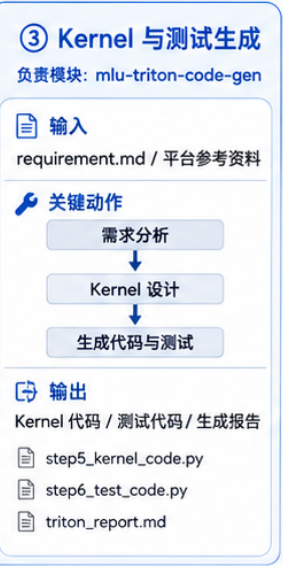 ③ Kernel 与测试生成
负责模块: mlu-triton-code-gen
输入
requirement.md / 平台参考资料
关键动作
需求分析
Kernel 设计
生成代码与测试
输出
Kernel 代码 / 测试代码 / 生成报告
step5_kernel_code.py
step6_test_code.py
triton_report.md